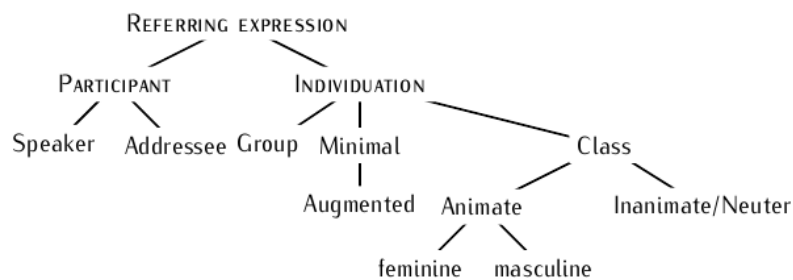 REFERRING EXPRESSION
PARTICIPANT INDIVIDUATION
Speaker Addressee Group Minimal Class
Augmented Animate Inanimate/Neuter
feminine masculine